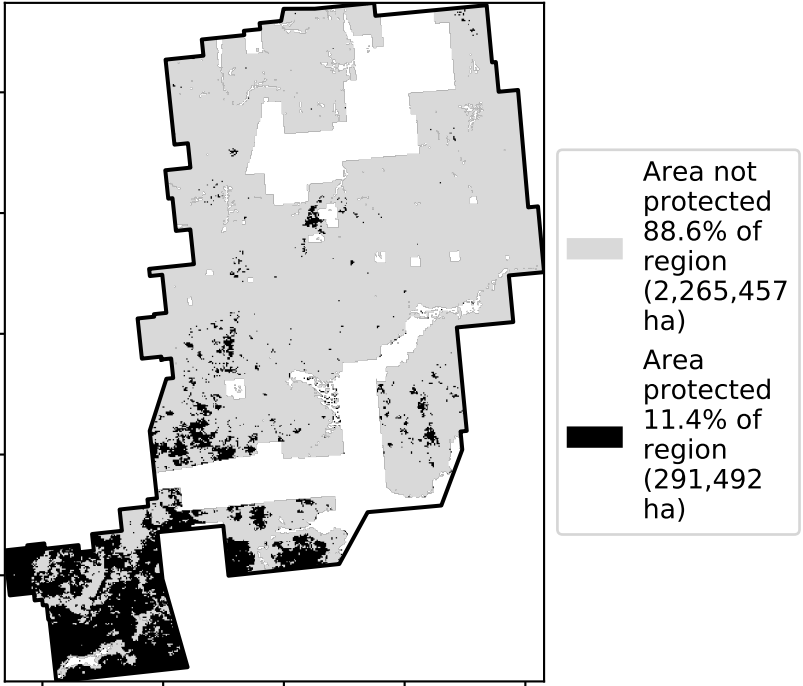 Area not
protected
88.6% of
region
(2,265,457
ha)
Area
protected
11.4% of
region
(291,492
ha)